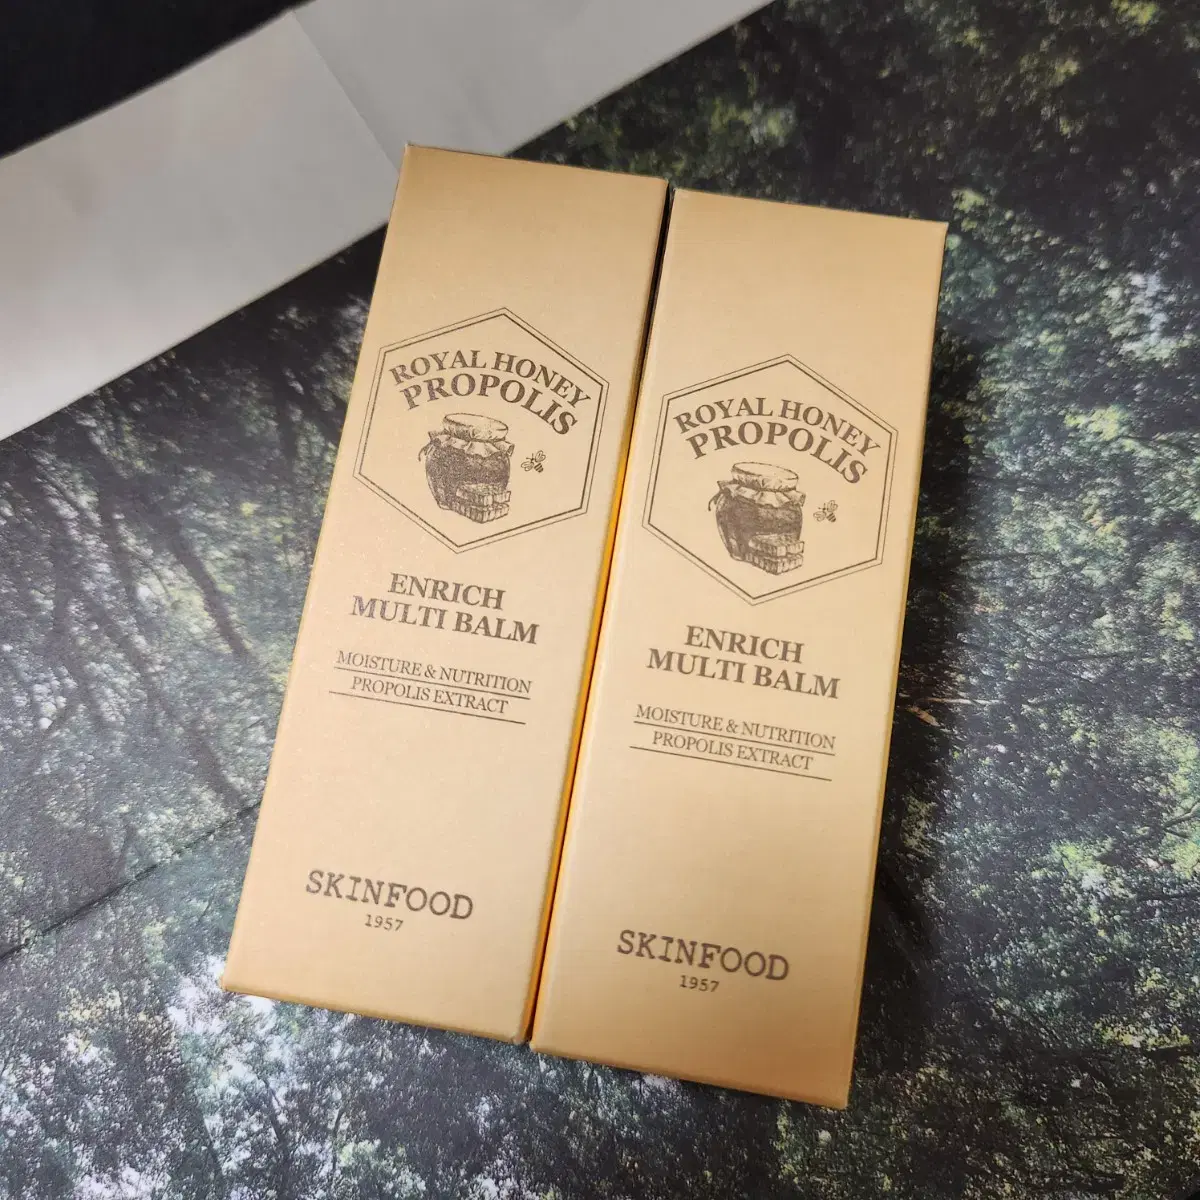 ROYAL HONEY
PROPOLIS
ENRICH
MULTI BALM
MOISTURE & NUTRITION
PROPOLIS EXTRACT
SKINFOOD
1957
ROYAL HONEY
PROPOLIS
ENRICH
MULTI BALM
MOISTURE & NUTRITION
PROPOLIS EXTRACT
SKINFOOD
1957